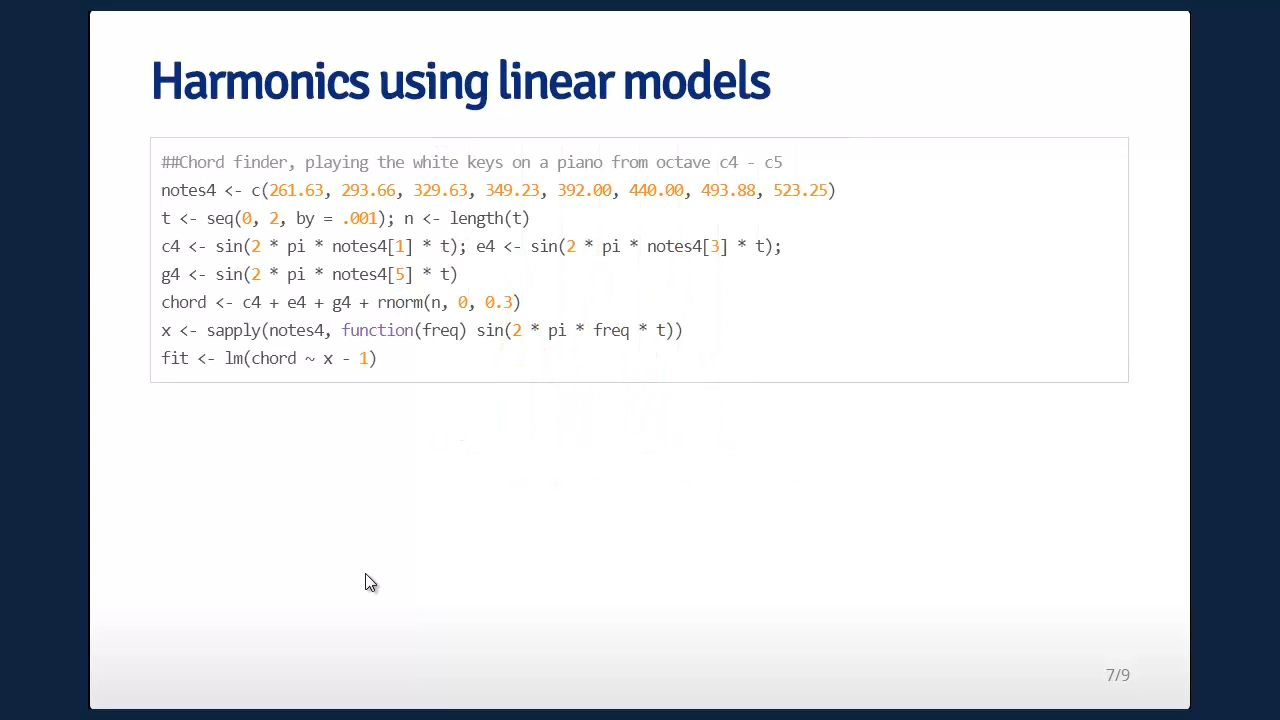 Harmonics using linear models
##Chord finder, playing the white keys on a piano from octave c4 - c5
notes4 <- c(261.63, 293.66, 329.63, 349.23, 392.00, 440.00, 493.88, 523.25)
t <- seq(0, 2, by = .001); n <- length(t)
c4 <- sin(2 * pi * notes4[1] * t); e4 <- sin(2 * pi * notes4[3] * t);
g4 <- sin(2 * pi * notes4[5] * t)
chord <- c4 + e4 + g4 + rnorm(n, 0, 0.3)
x <- sapply(notes4, function(freq) sin(2 * pi * freq * t))
fit <- lm(chord ~ x - 1)
7/9